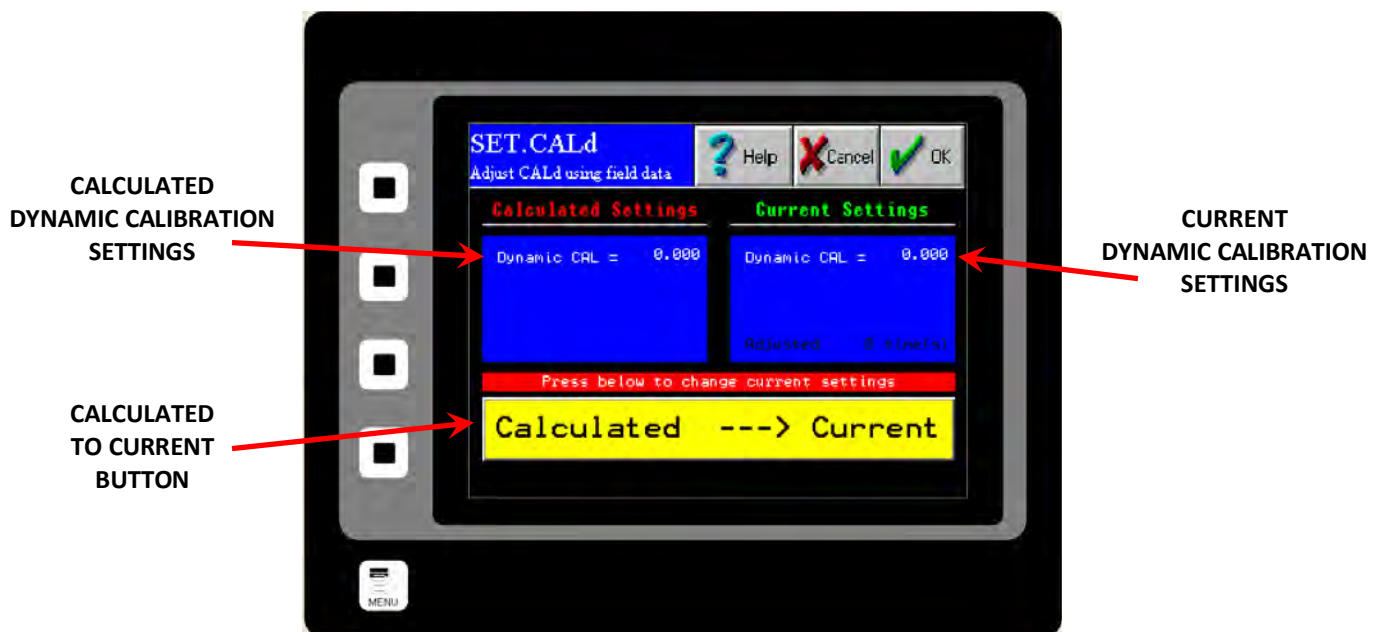 SET.CALd
Adjust CALd using field data
Help
Cancel
OK
CALCULATED
DYNAMIC CALIBRATION
SETTINGS
Calculated Settings
Current Settings
CURRENT
DYNAMIC CALIBRATION
SETTINGS
Dynamic CAL = 0.000
Dynamic CAL = 0.000
Adjusted 0 time(s)
Press below to change current settings
CALCULATED
TO CURRENT
BUTTON
Calculated ---> Current
MENU